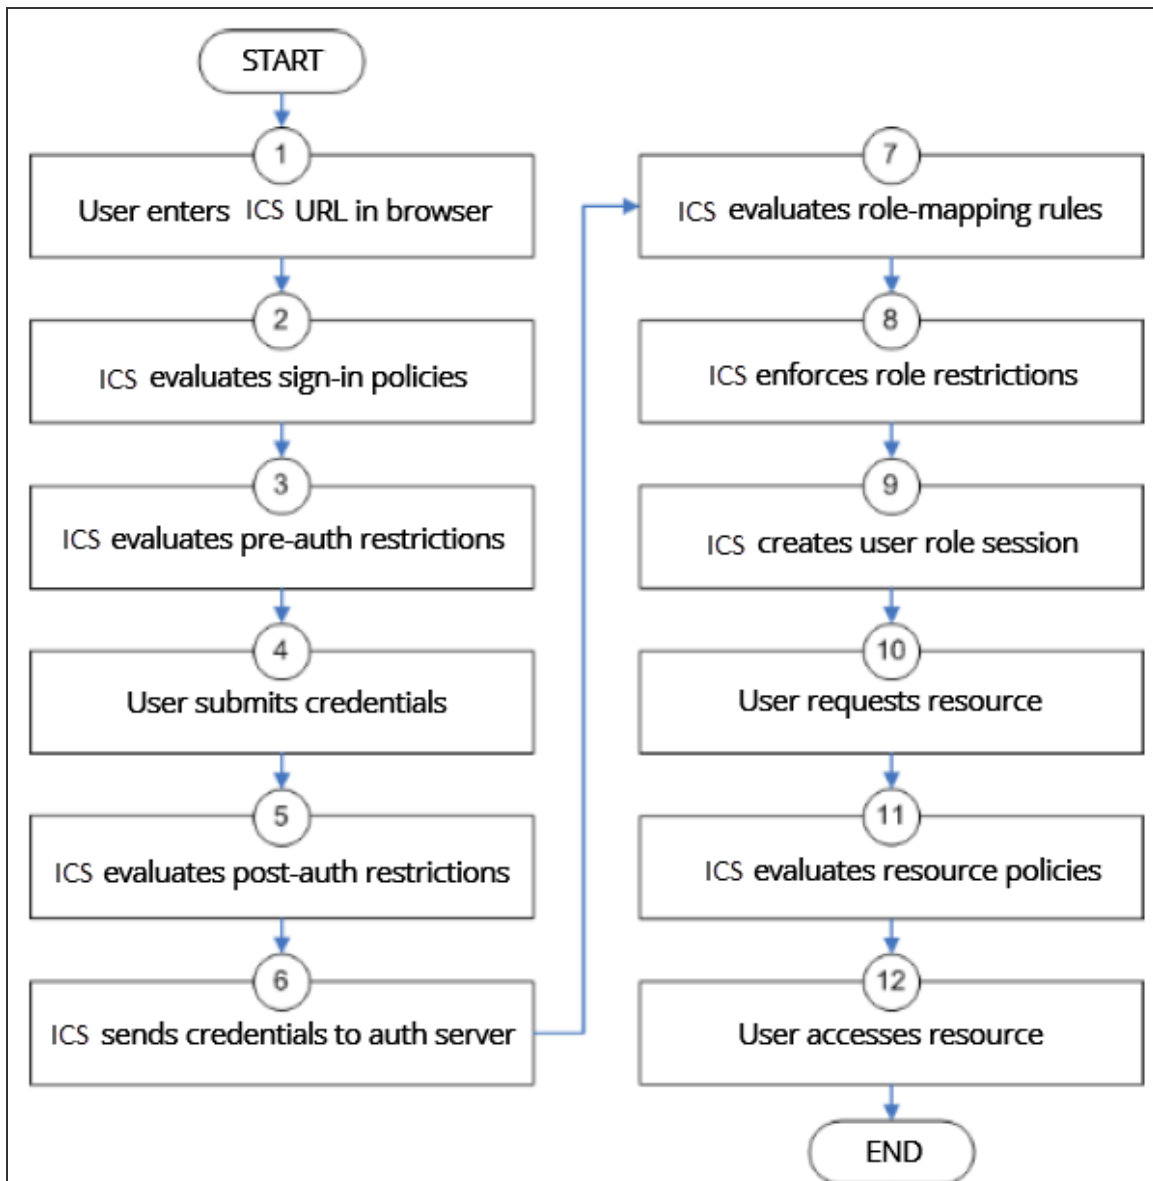 START
1
User enters ICS URL in browser
2
ICS evaluates sign-in policies
3
ICS evaluates pre-auth restrictions
4
User submits credentials
5
ICS evaluates post-auth restrictions
6
ICS sends credentials to auth server
7
ICS evaluates role-mapping rules
8
ICS enforces role restrictions
9
ICS creates user role session
10
User requests resource
11
ICS evaluates resource policies
12
User accesses resource
END